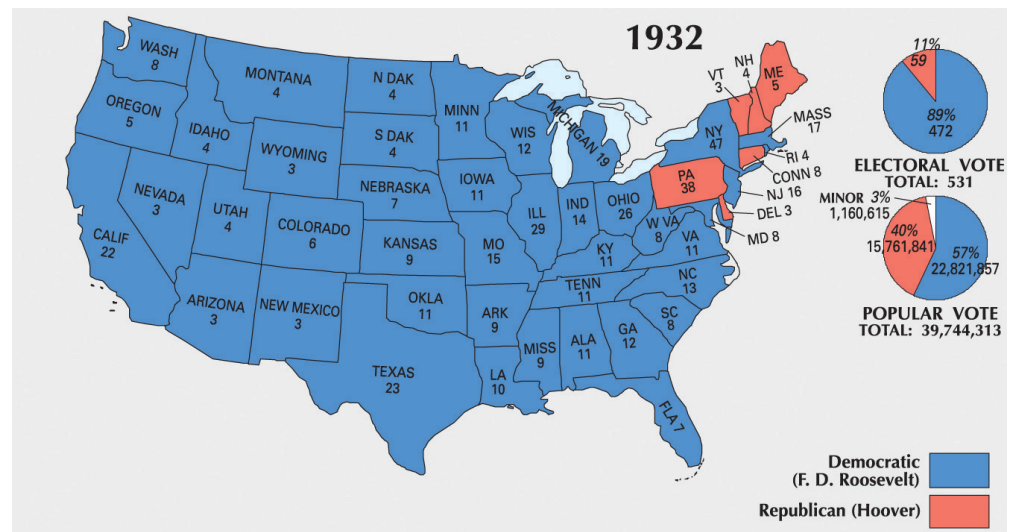 1932
WASH
8
OREGON
5
CALIF
22
IDAHO
4
NEVADA
3
MONTANA
4
WYOMING
3
UTAH
4
ARIZONA
3
COLORADO
6
NEW MEXICO
3
N DAK
4
S DAK
4
NEBRASKA
7
KANSAS
9
OKLA
11
TEXAS
23
MINN
11
IOWA
11
MO
15
ARK
9
LA
10
WIS
12
ILL
29
MICHIGAN 19
IND
14
OHIO
26
KY
11
TENN
11
MISS
9
ALA
11
GA
12
FLA 7
SC
8
NC
13
VA
11
W VA
8
PA
38
NY
47
VT
3
NH
4
ME
5
MASS
17
RI 4
CONN 8
NJ 16
DEL 3
MD 8
11%
59
89%
472
ELECTORAL VOTE
TOTAL: 531
MINOR 3%
1,160,615
40%
15,761,841
57%
22,821,857
POPULAR VOTE
TOTAL: 39,744,313
Democratic
(F. D. Roosevelt)
Republican (Hoover)